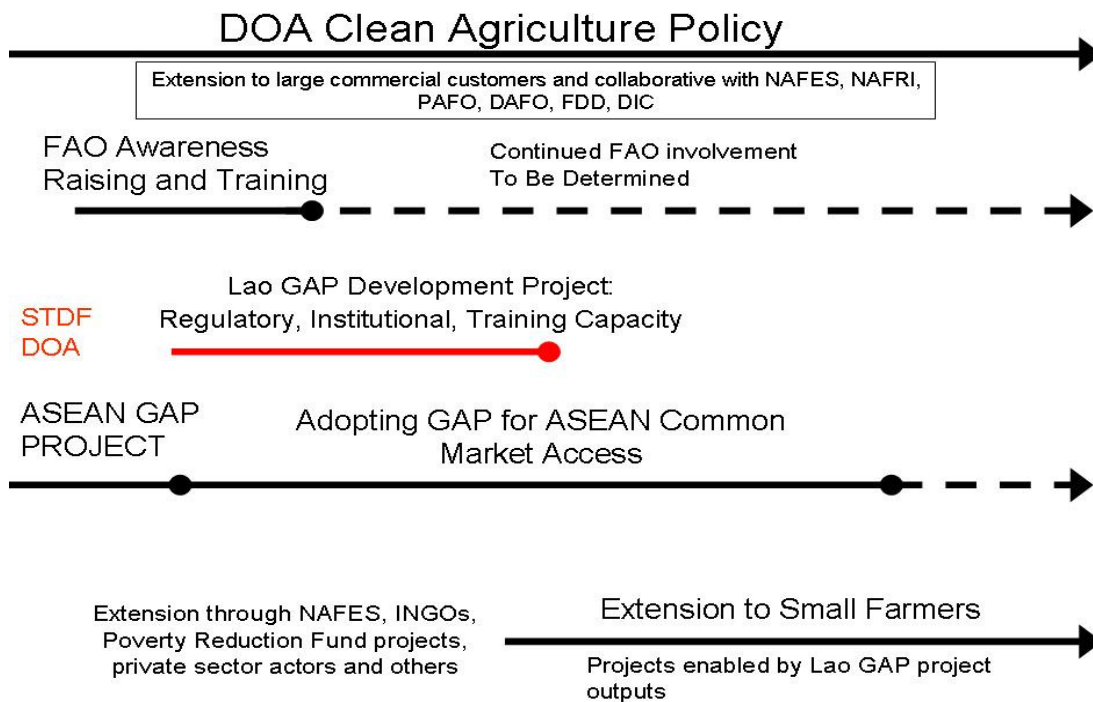 DOA Clean Agriculture Policy
Extension to large commercial customers and collaborative with NAFES, NAFRI,
PAFO, DAFO, FDD, DIC
FAO Awareness
Raising and Training
Continued FAO involvement
To Be Determined
STDF
DOA
Lao GAP Development Project:
Regulatory, Institutional, Training Capacity
ASEAN GAP
PROJECT
Adopting GAP for ASEAN Common
Market Access
Extension through NAFES, INGOs,
Poverty Reduction Fund projects,
private sector actors and others
Extension to Small Farmers
Projects enabled by Lao GAP project
outputs